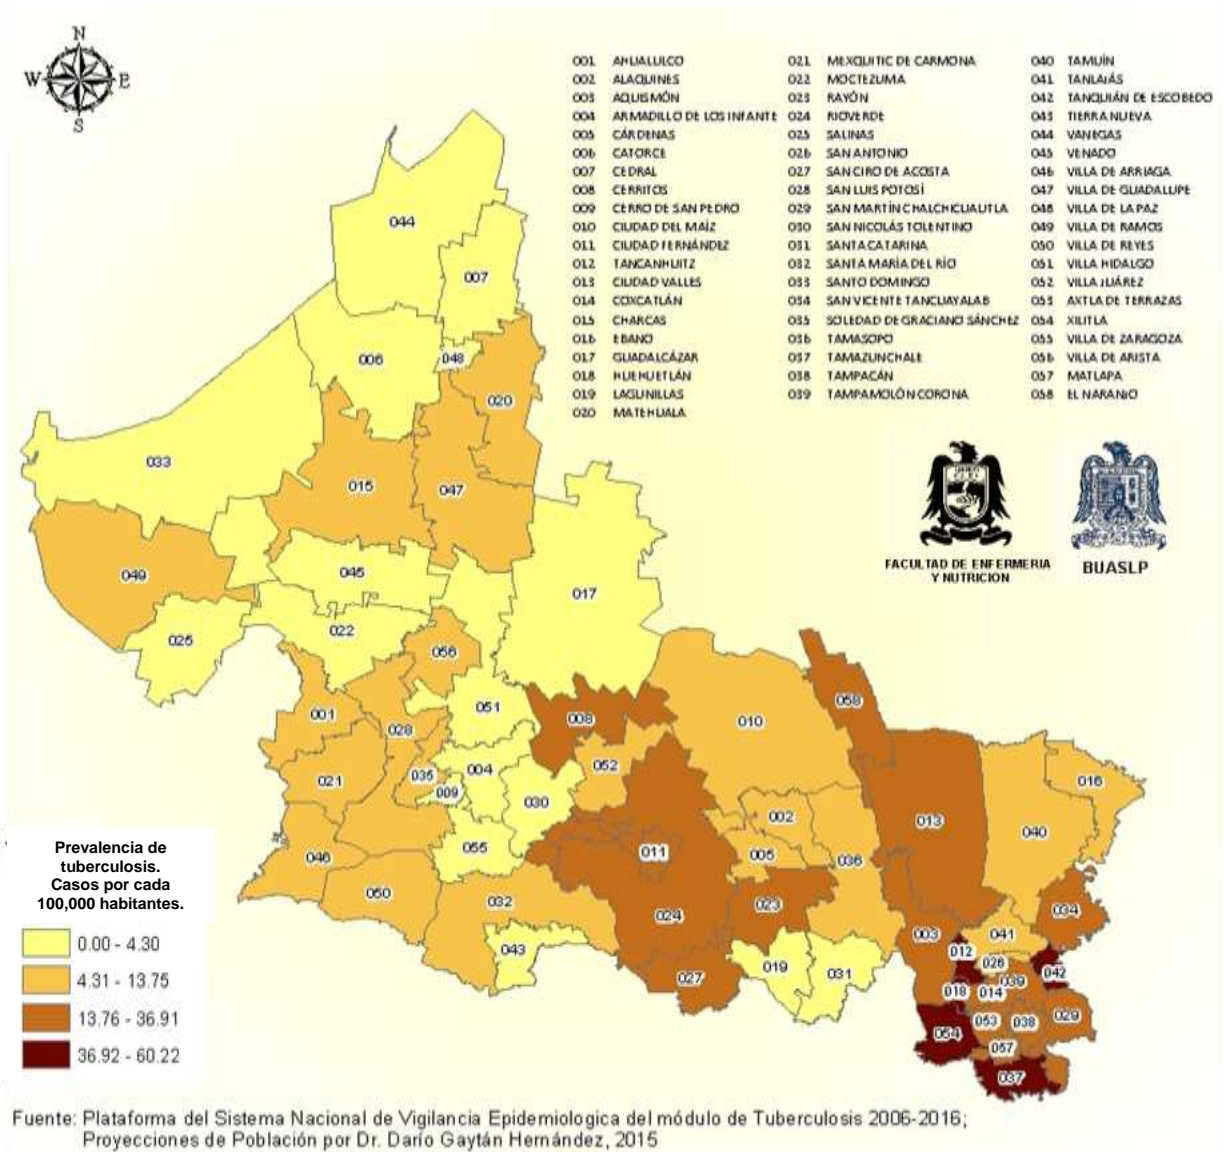 N
W E
S
001 AHUALULCO
002 ALAQUINES
003 AQUISMÓN
004 ARMADILLO DE LOS INFANTE
005 CÁRDENAS
006 CATORCE
007 CEDRAL
008 CERRITOS
009 CERRO DE SAN PEDRO
010 CIUDAD DEL MAÍZ
011 CIUDAD FERNÁNDEZ
012 TANCANHUITZ
013 CIUDAD VALLES
014 COXCATLÁN
015 CHARCAS
016 EBANO
017 GUADALCÁZAR
018 HUEHUETLÁN
019 LAGUNILLAS
020 MATEHUALA
021 MEXQUITIC DE CARMONA
022 MOCTEZUMA
023 RAYÓN
024 RIOVERDE
025 SALINAS
026 SAN ANTONIO
027 SAN CIRO DE ACOSTA
028 SAN LUIS POTOSÍ
029 SAN MARTÍN CHALCHICUAUTLA
030 SAN NICOLÁS TOLENTINO
031 SANTA CATARINA
032 SANTA MARÍA DEL RÍO
033 SANTO DOMINGO
034 SAN VICENTE TANCUAYALAB
035 SOLEDAD DE GRACIANO SÁNCHEZ
036 TAMASOPO
037 TAMAZUNCHALE
038 TAMPACÁN
039 TAMPAMOLÓN CORONA
040 TAMUÍN
041 TANLAJÁS
042 TANQUIÁN DE ESCOBEDO
043 TIERRA NUEVA
044 VANEGAS
045 VENADO
046 VILLA DE ARRIAGA
047 VILLA DE GUADALUPE
048 VILLA DE LA PAZ
049 VILLA DE RAMOS
050 VILLA DE REYES
051 VILLA HIDALGO
052 VILLA JUÁREZ
053 AXTLA DE TERRAZAS
054 XILITLA
055 VILLA DE ZARAGOZA
056 VILLA DE ARISTA
057 MATLAPA
058 EL NARANJO
044
007
006
048
020
033
015
047
049
045
017
025
022
056
001
051
008
010
058
028
021
035
004
009
052
030
016
002
013
040
055
011
005
036
046
050
032
024
023
034
043
003
041
012
027
019
031
026
042
018
014
039
053
038
029
054
057
037
FACULTAD DE ENFERMERIA
Y NUTRICION
BUASLP
Prevalencia de
tuberculosis.
Casos por cada
100,000 habitantes.
0.00 - 4.30
4.31 - 13.75
13.76 - 36.91
36.92 - 60.22
Fuente: Plataforma del Sistema Nacional de Vigilancia Epidemiologica del módulo de Tuberculosis 2006-2016;
Proyecciones de Población por Dr. Darío Gaytán Hernández, 2015